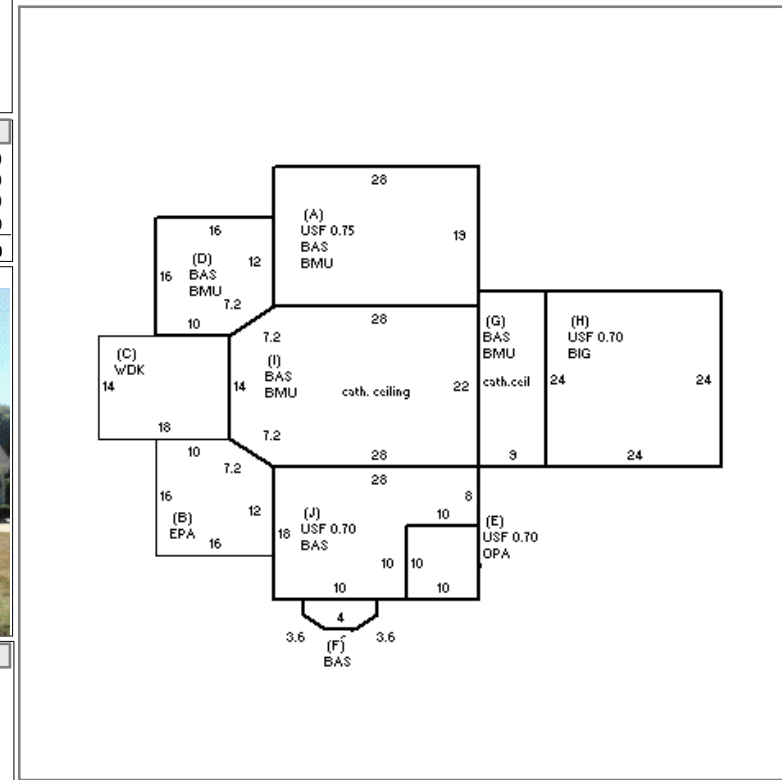 28
(A)
USF 0.75
BAS
BMU
19
16
(D)
BAS
BMU
12
16
7.2
10
28
7.2
(C)
WDK
14
18
14
(I)
BAS
BMU
cath. ceiling
22
(G)
BAS
BMU
cath.ceil
9
(H)
USF 0.70
BIG
24
24
24
7.2
28
10
7.2
16
12
(B)
EPA
16
28
8
18
(J)
USF 0.70
BAS
10
(E)
USF 0.70
OPA
10
10
10
10
4
3.6
3.6
(F)
BAS